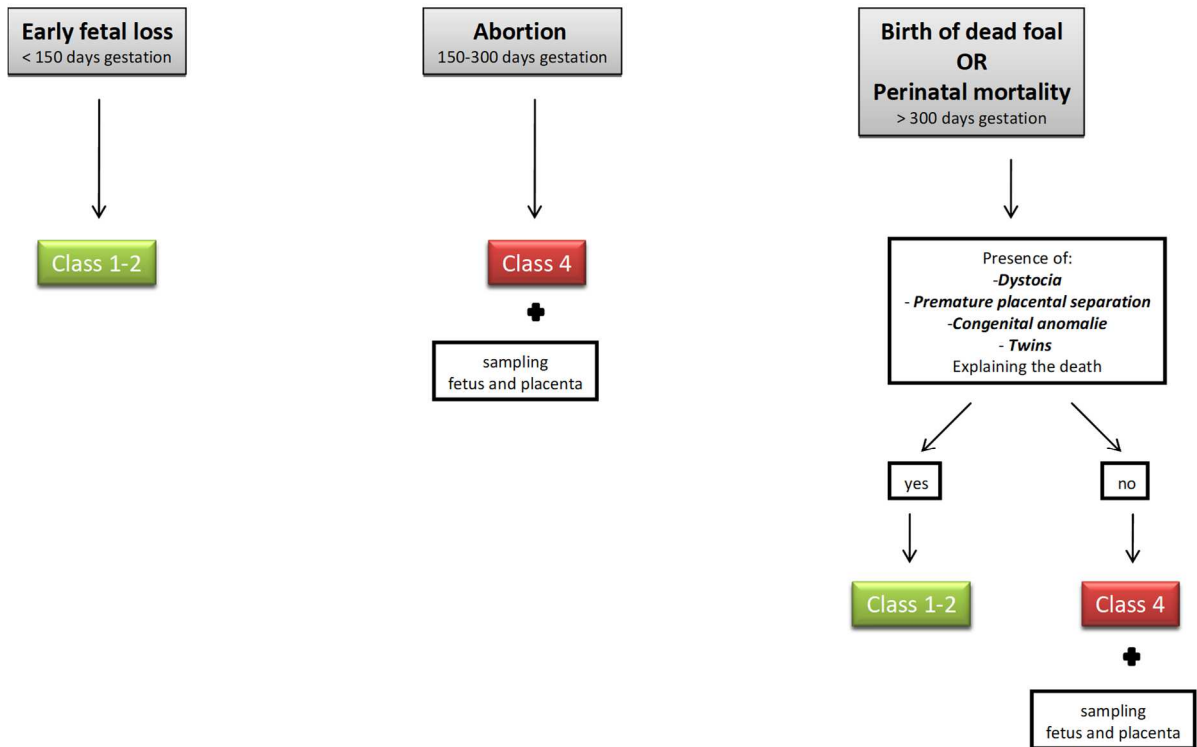 Early fetal loss
< 150 days gestation
Class 1-2
Abortion
150-300 days gestation
Class 4
sampling
fetus and placenta
Birth of dead foal
OR
Perinatal mortality
> 300 days gestation
Presence of:
-Dystocia
- Premature placental separation
-Congenital anomalie
- Twins
Explaining the death
yes
no
Class 1-2
Class 4
sampling
fetus and placenta